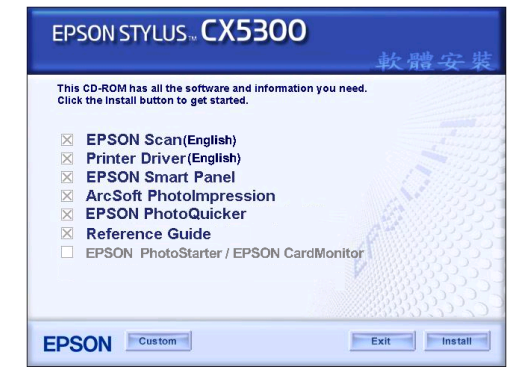 EPSON STYLUS™ CX5300
軟體安裝
This CD-ROM has all the software and information you need.
Click the Install button to get started.
EPSON Scan(English)
Printer Driver(English)
EPSON Smart Panel
ArcSoft PhotoImpression
EPSON PhotoQuicker
Reference Guide
EPSON PhotoStarter / EPSON CardMonitor
EPSON
EPSON
Custom
Exit
Install